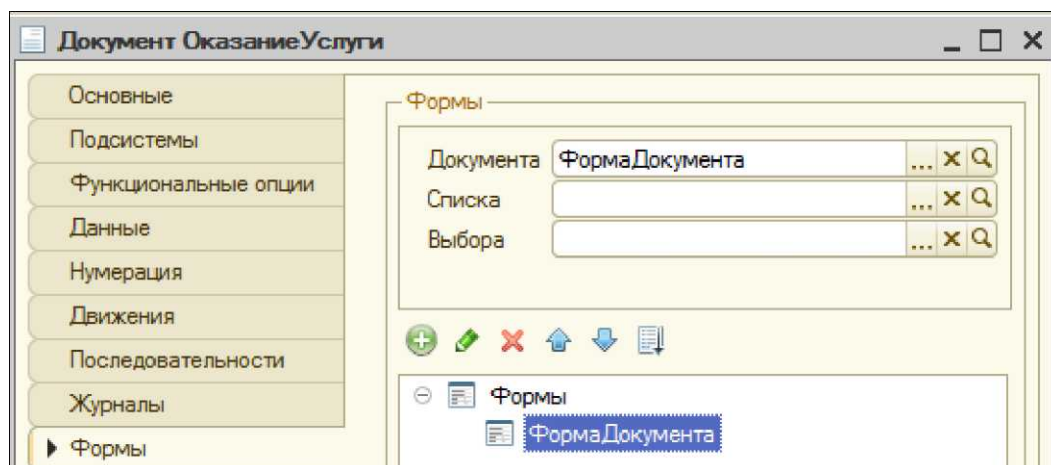 Документ ОказаниеУслуги
Основные
Подсистемы
Функциональные опции
Данные
Нумерация
Движения
Последовательности
Журналы
Формы
Формы
Документа ФормаДокумента ...
Списка ...
Выбора ...
Формы
ФормаДокумента